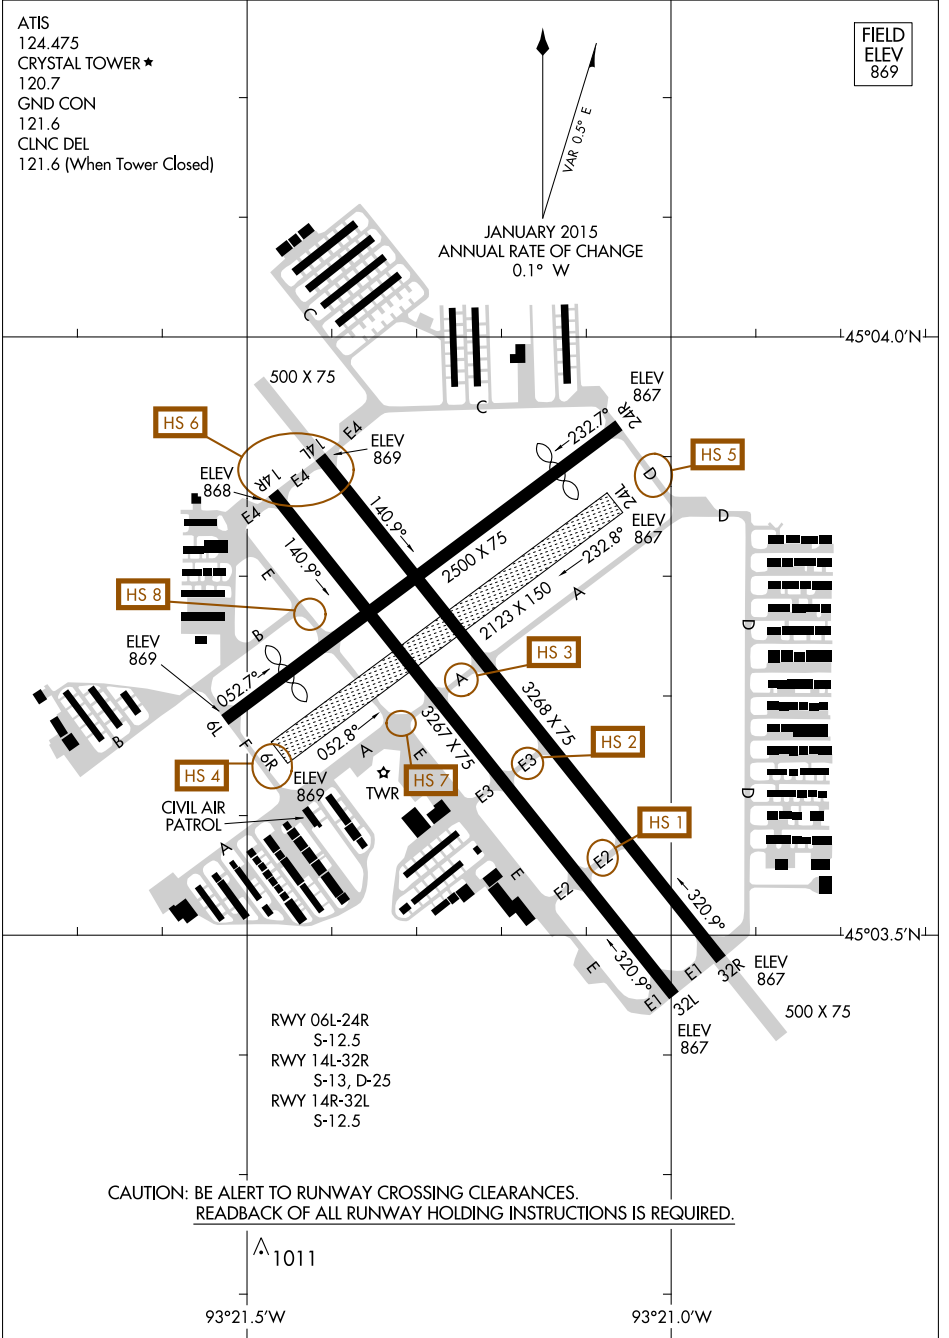 ATIS
124.475
CRYSTAL TOWER★
120.7
GND CON
121.6
CLNC DEL
121.6 (When Tower Closed)
FIELD
ELEV
869
VAR 0.5° E
JANUARY 2015
ANNUAL RATE OF CHANGE
0.1° W
C
45°04.0'N
500 X 75
ELEV
867
24R
C
HS 6
E4
14L
ELEV
869
232.7°
HS 5
ELEV
868
14R
E4
D
E4
24L
ELEV
867
D
140.9°
140.9°
2500 X 75
232.8°
E
A
HS 8
2123 X 150
B
D
ELEV
869
HS 3
A
052.7°
3268 X 75
6L
3267 X 75
B
F
052.8°
A
E
HS 2
6R
HS 4
ELEV
869
TWR
HS 7
E3
E3
D
CIVIL AIR
PATROL
HS 1
A
E2
E
E2
320.9°
45°03.5'N
320.9°
E
E1
32R
ELEV
867
E1
32L
500 X 75
ELEV
867
RWY 06L-24R
S-12.5
RWY 14L-32R
S-13, D-25
RWY 14R-32L
S-12.5
CAUTION: BE ALERT TO RUNWAY CROSSING CLEARANCES.
READBACK OF ALL RUNWAY HOLDING INSTRUCTIONS IS REQUIRED.
1011
93°21.5'W
93°21.0'W